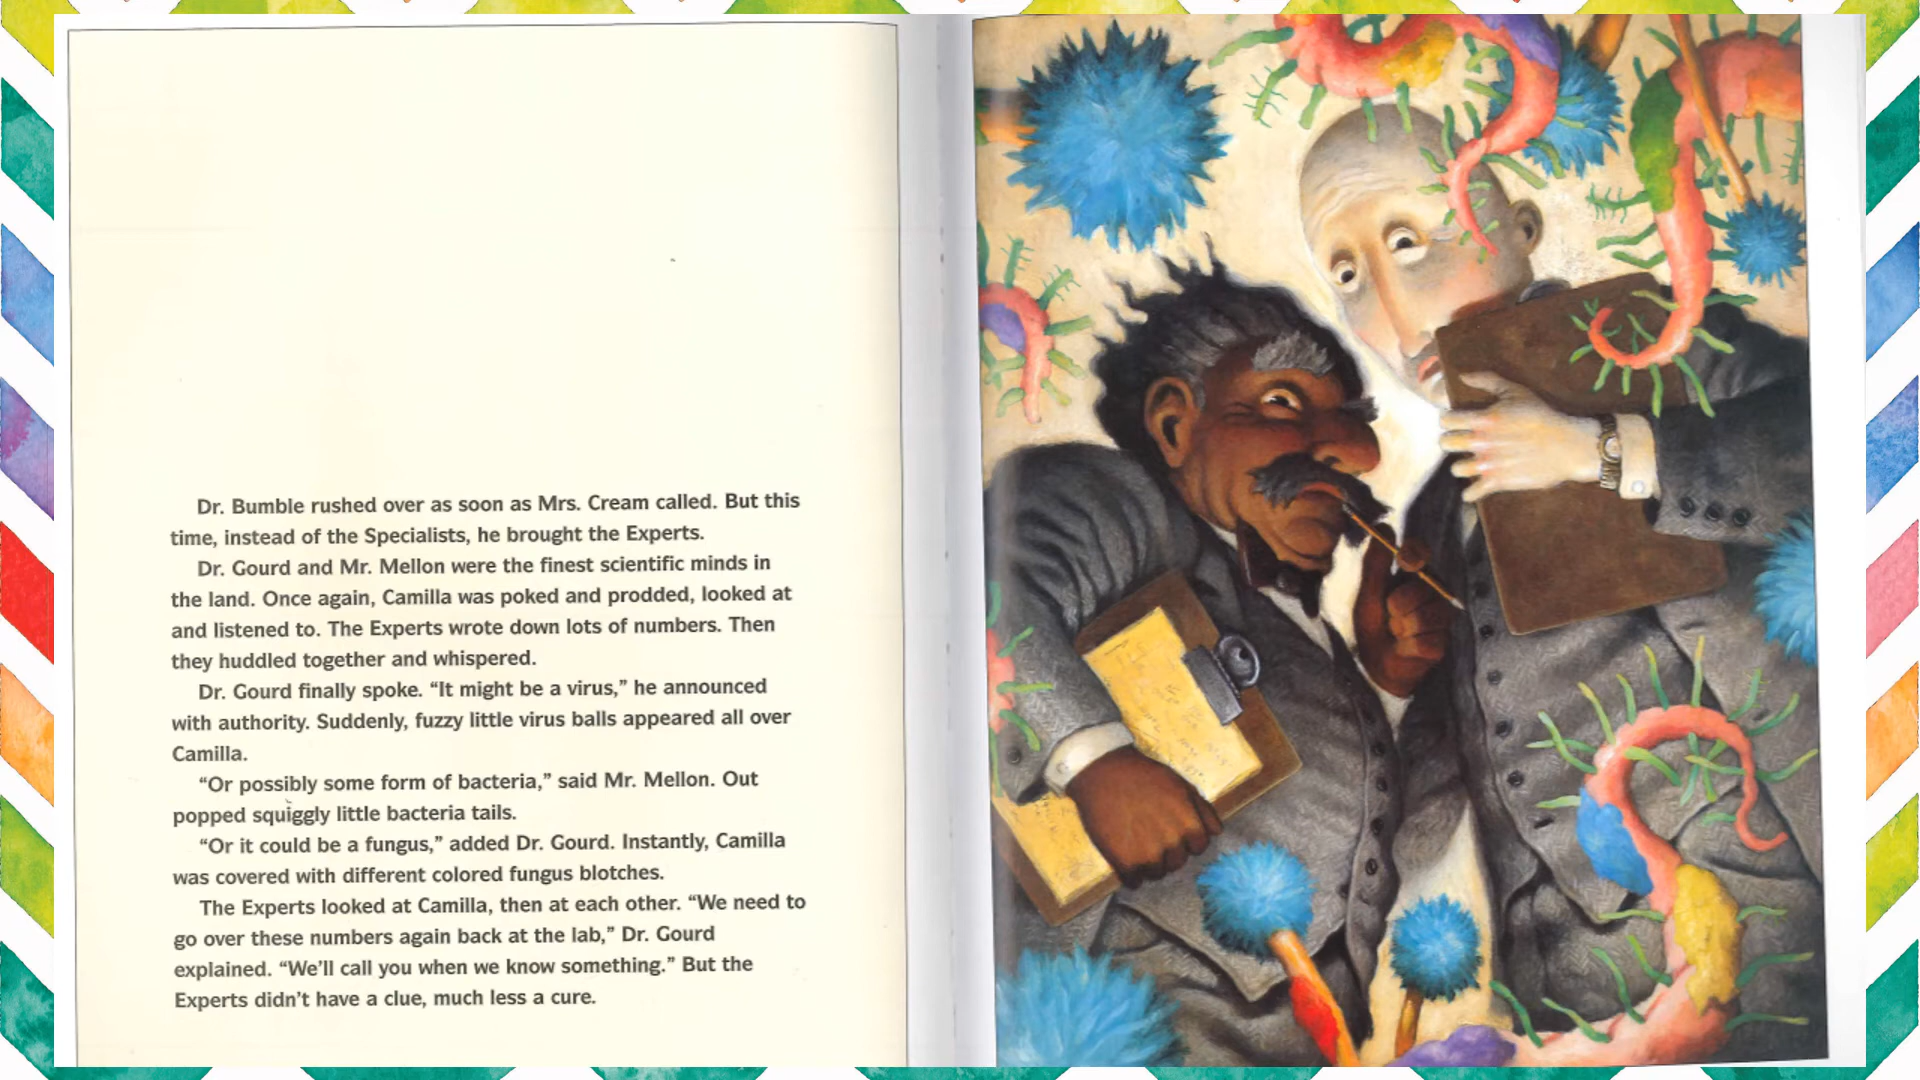 Dr. Bumble rushed over as soon as Mrs. Cream called. But this
time, instead of the Specialists, he brought the Experts.
Dr. Gourd and Mr. Mellon were the finest scientific minds in
the land. Once again, Camilla was poked and prodded, looked at
and listened to. The Experts wrote down lots of numbers. Then
they huddled together and whispered.
Dr. Gourd finally spoke. “It might be a virus,” he announced
with authority. Suddenly, fuzzy little virus balls appeared all over
Camilla.
“Or possibly some form of bacteria,” said Mr. Mellon. Out
popped squiggly little bacteria tails.
“Or it could be a fungus,” added Dr. Gourd. Instantly, Camilla
was covered with different colored fungus blotches.
The Experts looked at Camilla, then at each other. “We need to
go over these numbers again back at the lab,” Dr. Gourd
explained. “We’ll call you when we know something.” But the
Experts didn’t have a clue, much less a cure.